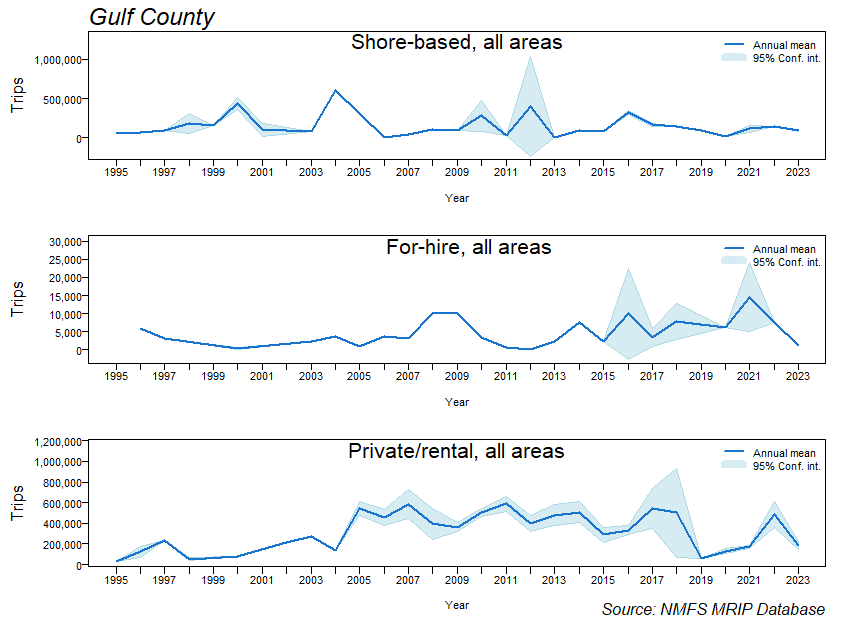 Gulf County
Shore-based, all areas
Annual mean
95% Conf. int.
Trips
1,000,000
500,000
0
1995 1997 1999 2001 2003 2004 2006 2007 2009 2011 2013 2015 2017 2019 2021 2023
Year
For-hire, all areas
Annual mean
95% Conf. int.
Trips
30,000
25,000
20,000
15,000
10,000
5,000
0
1995 1997 1999 2001 2003 2004 2006 2007 2009 2011 2013 2015 2017 2019 2021 2023
Year
Private/rental, all areas
Annual mean
95% Conf. int.
Trips
1,200,000
1,000,000
800,000
600,000
400,000
200,000
0
1995 1997 1999 2001 2003 2004 2006 2007 2009 2011 2013 2015 2017 2019 2021 2023
Year
Source: NMFS MRIP Database